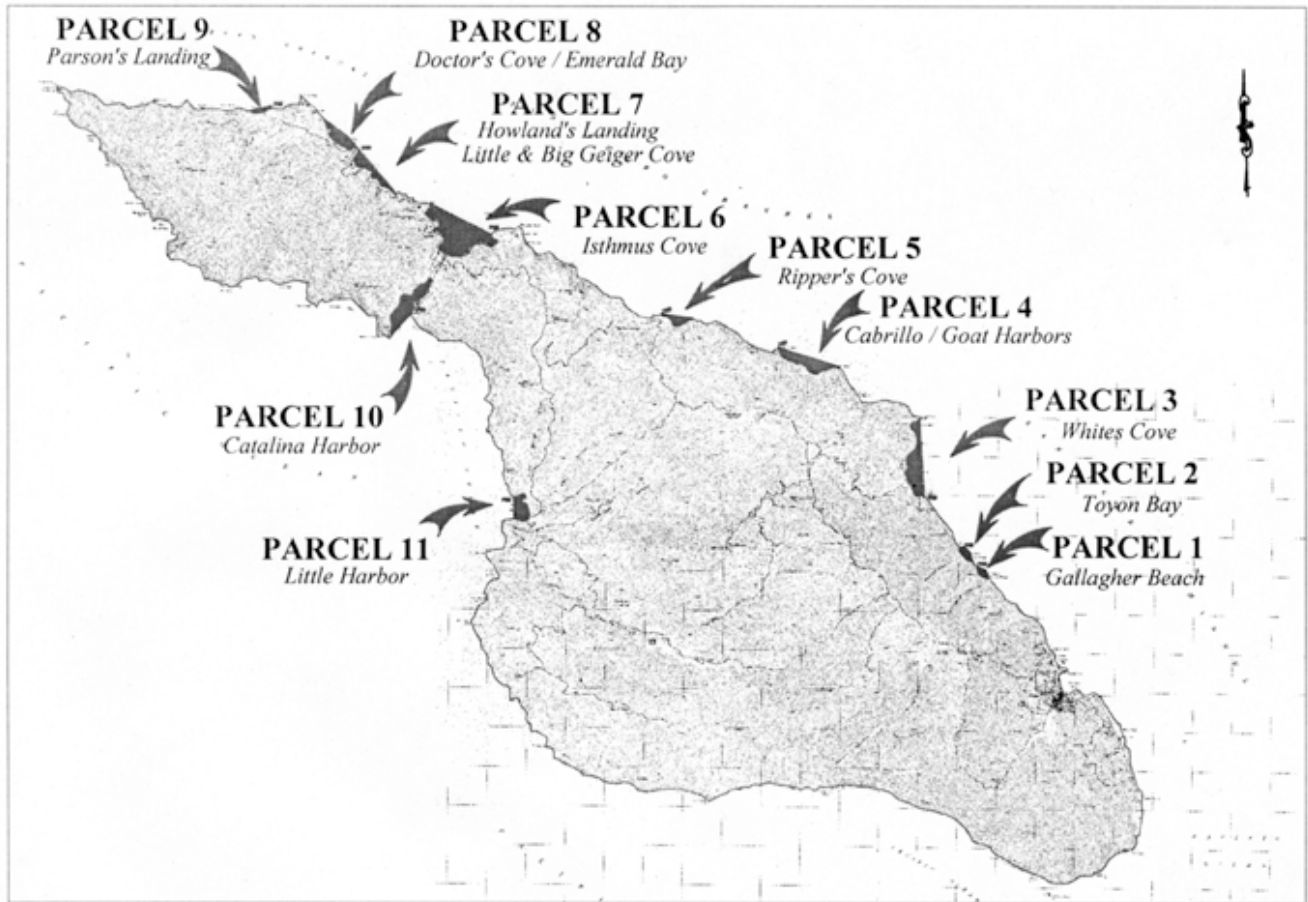 PARCEL 9
Parson's Landing
PARCEL 8
Doctor's Cove / Emerald Bay
PARCEL 7
Howland's Landing
Little & Big Geiger Cove
PARCEL 6
Isthmus Cove
PARCEL 5
Ripper's Cove
PARCEL 4
Cabrillo / Goat Harbors
PARCEL 3
Whites Cove
PARCEL 2
Toyon Bay
PARCEL 1
Gallagher Beach
PARCEL 10
Catalina Harbor
PARCEL 11
Little Harbor